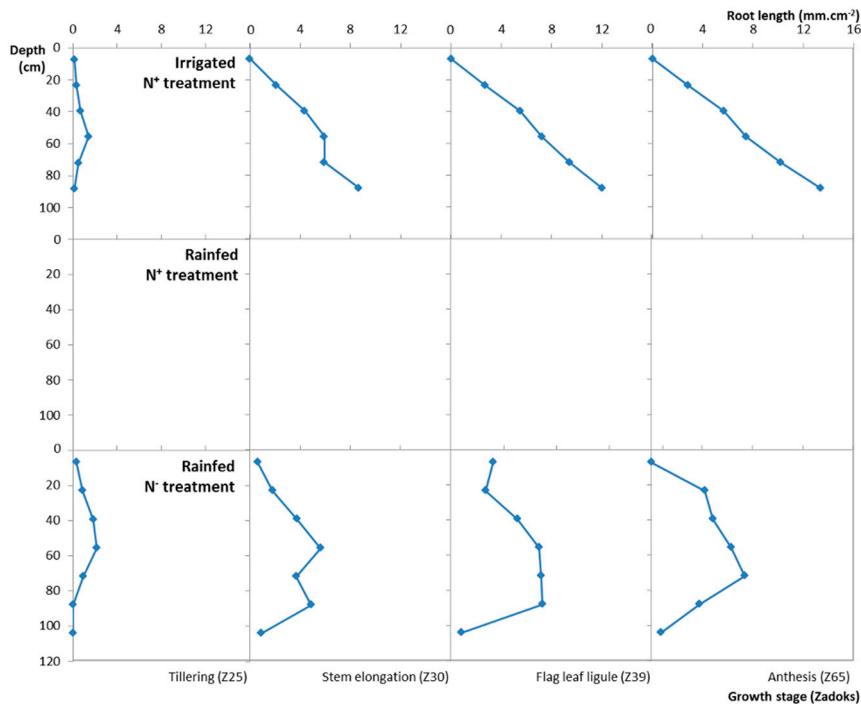 Root length (mm.cm-2)
0 4 8 12 0 4 8 12 0 4 8 12 0 4 8 12 16
Depth
(cm)
0
20
40
60
80
100
Irrigated
N+ treatment
0
20
40
60
80
100
Rainfed
N+ treatment
0
20
40
60
80
100
120
Rainfed
N- treatment
Tillering (Z25) Stem elongation (Z30) Flag leaf ligule (Z39) Anthesis (Z65)
Growth stage (Zadoks)